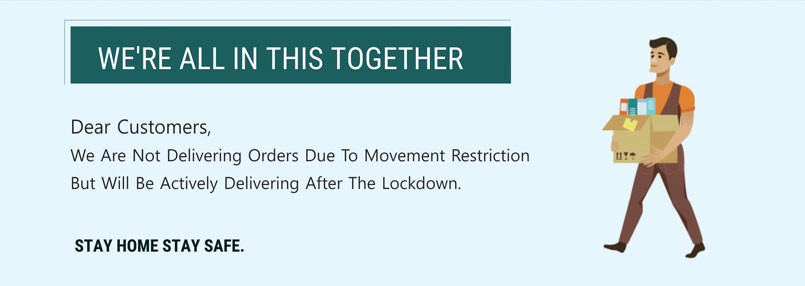 WE'RE ALL IN THIS TOGETHER
Dear Customers,
We Are Not Delivering Orders Due To Movement Restriction
But Will Be Actively Delivering After The Lockdown.
STAY HOME STAY SAFE.